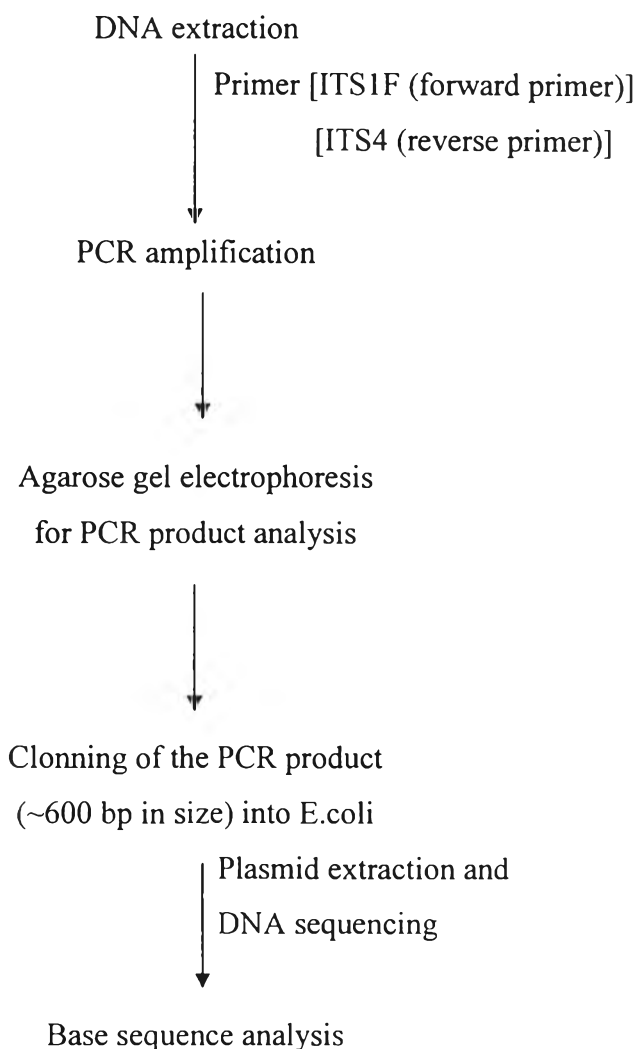 DNA extraction
Primer [ITS1F (forward primer)]
[ITS4 (reverse primer)]
PCR amplification
Agarose gel electrophoresis
for PCR product analysis
Clonning of the PCR product
(~600 bp in size) into E.coli
Plasmid extraction and
DNA sequencing
Base sequence analysis